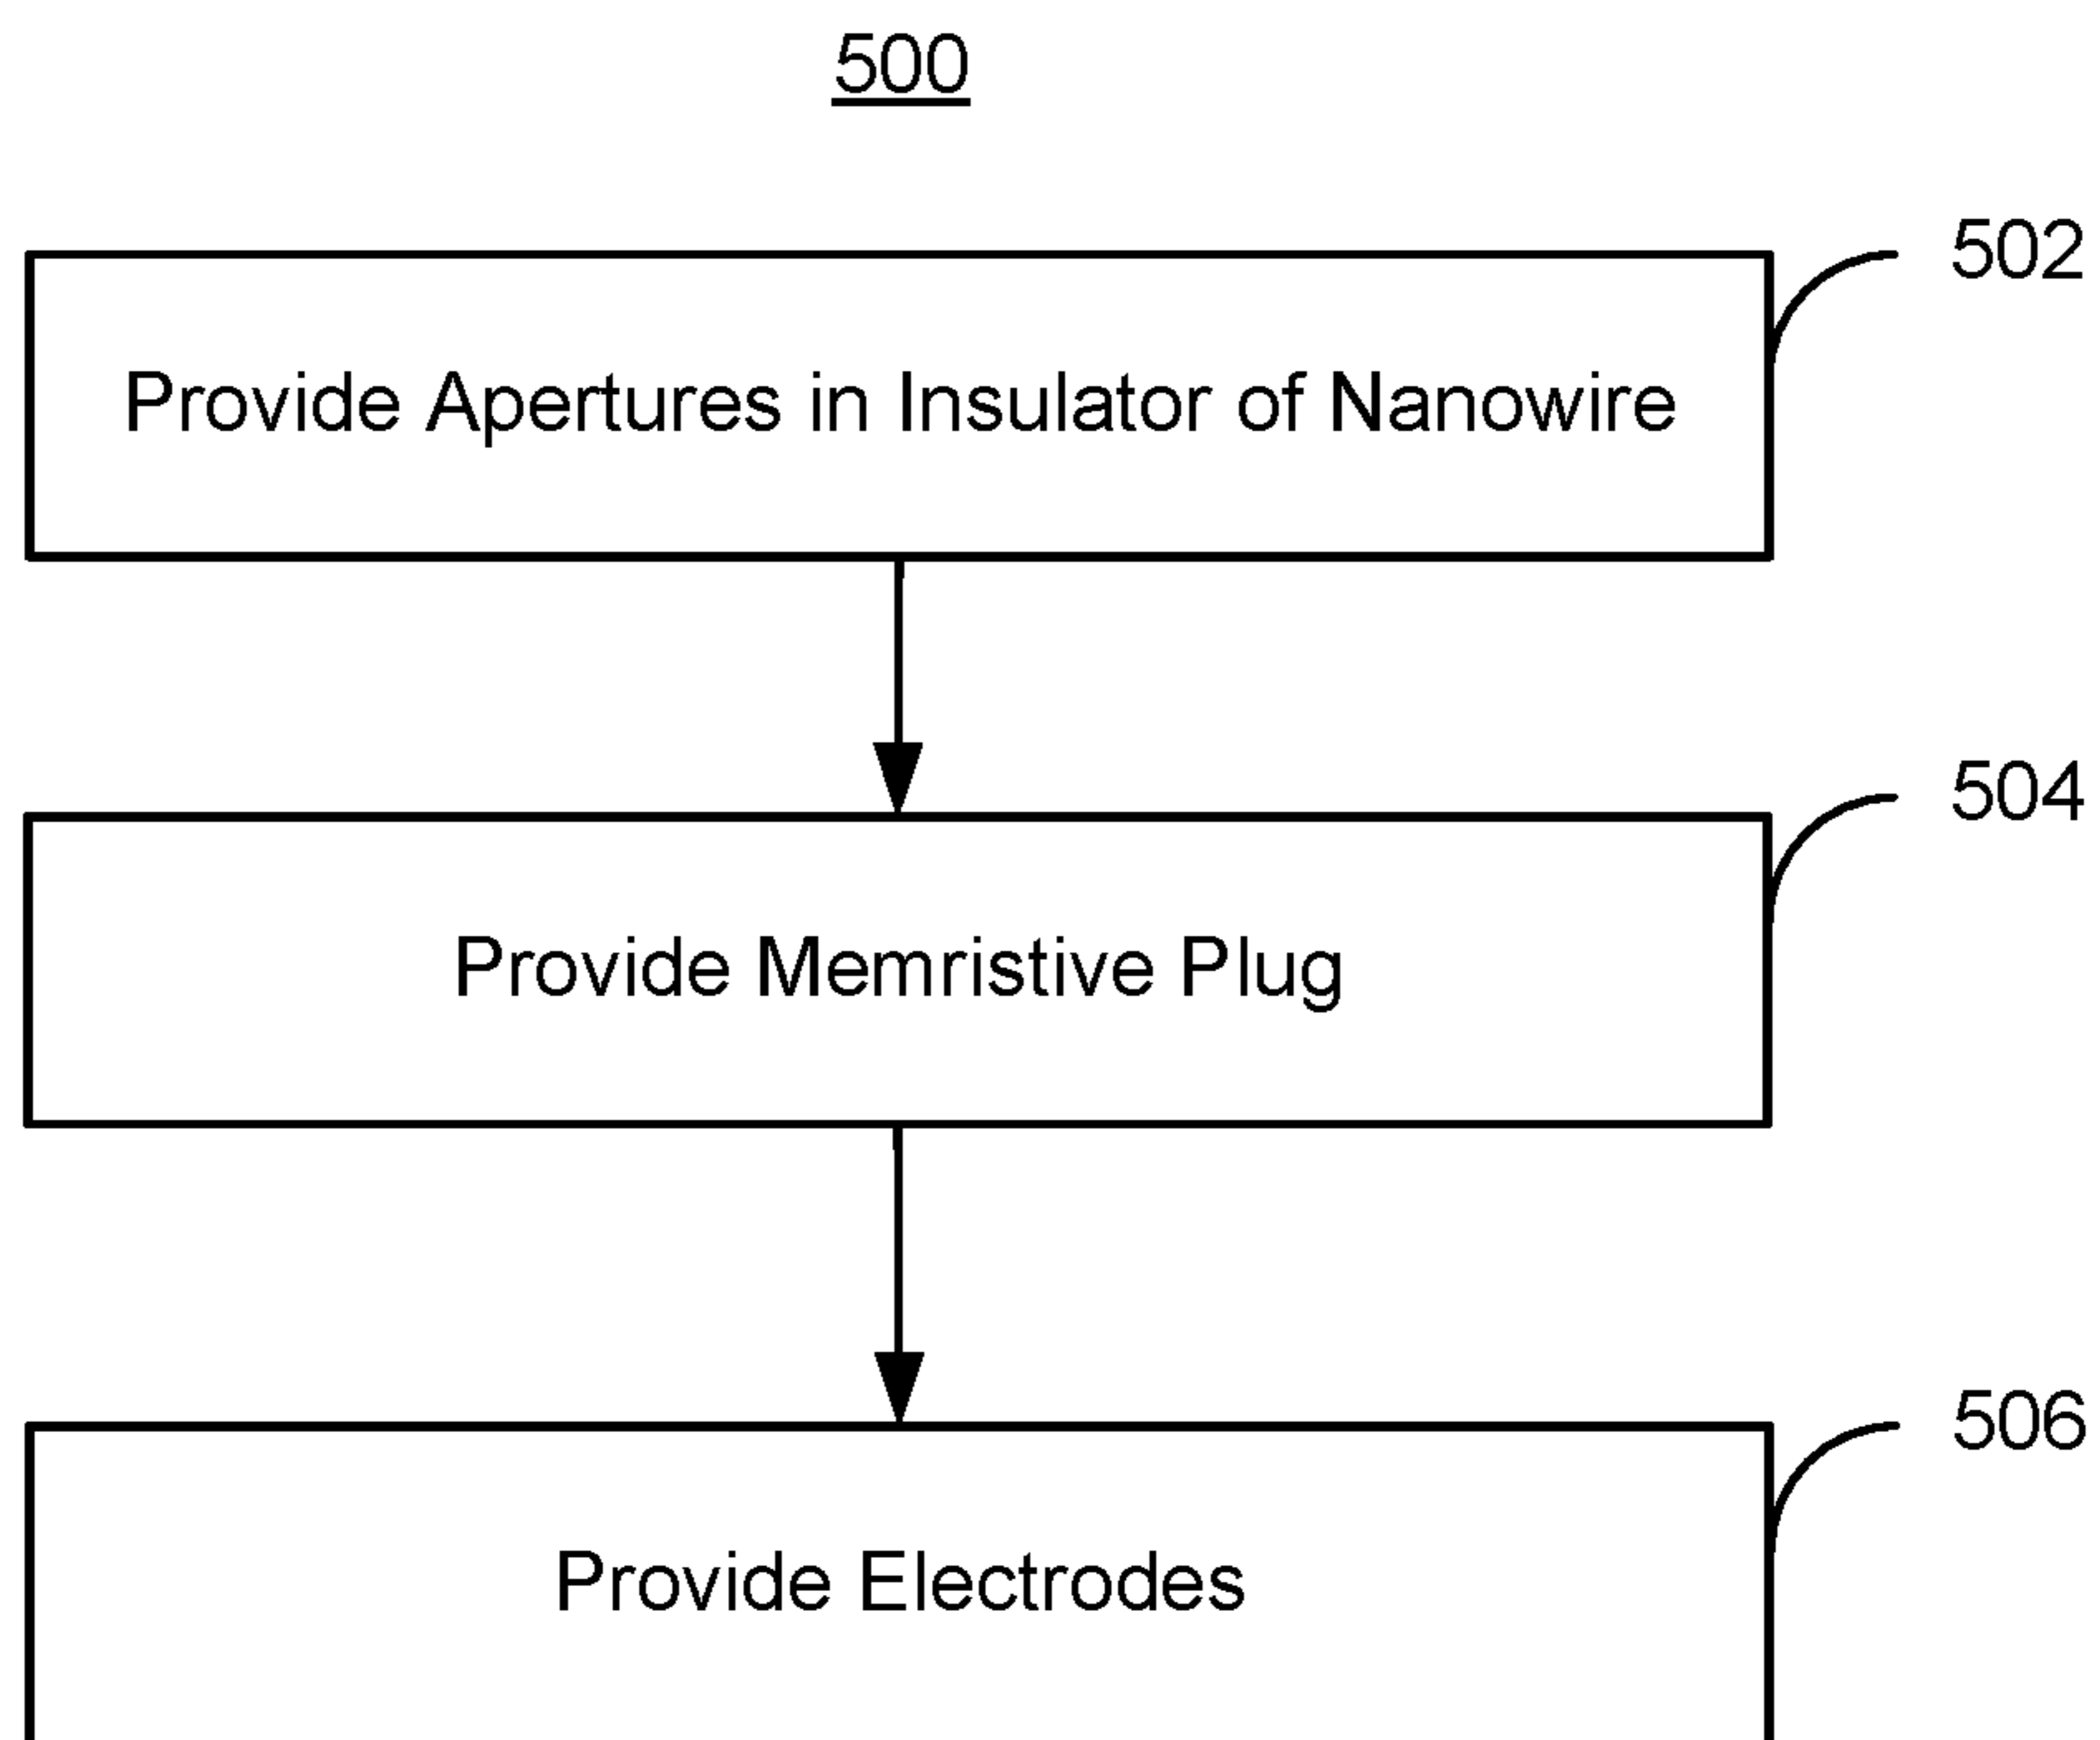 500
502
Provide Apertures in Insulator of Nanowire
504
Provide Memristive Plug
506
Provide Electrodes